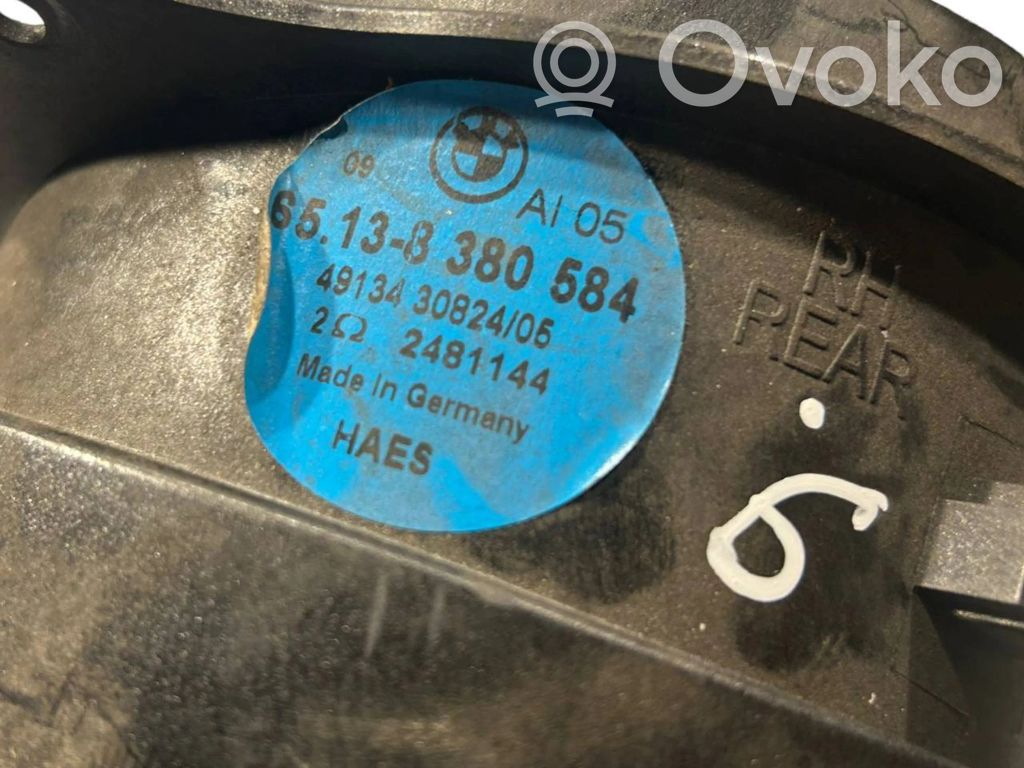 Ovoko
09
AI 05
65.13-8 380 584
49134 30824/05
2Ω 2481144
Made in Germany
HAES
RH
REAR
6